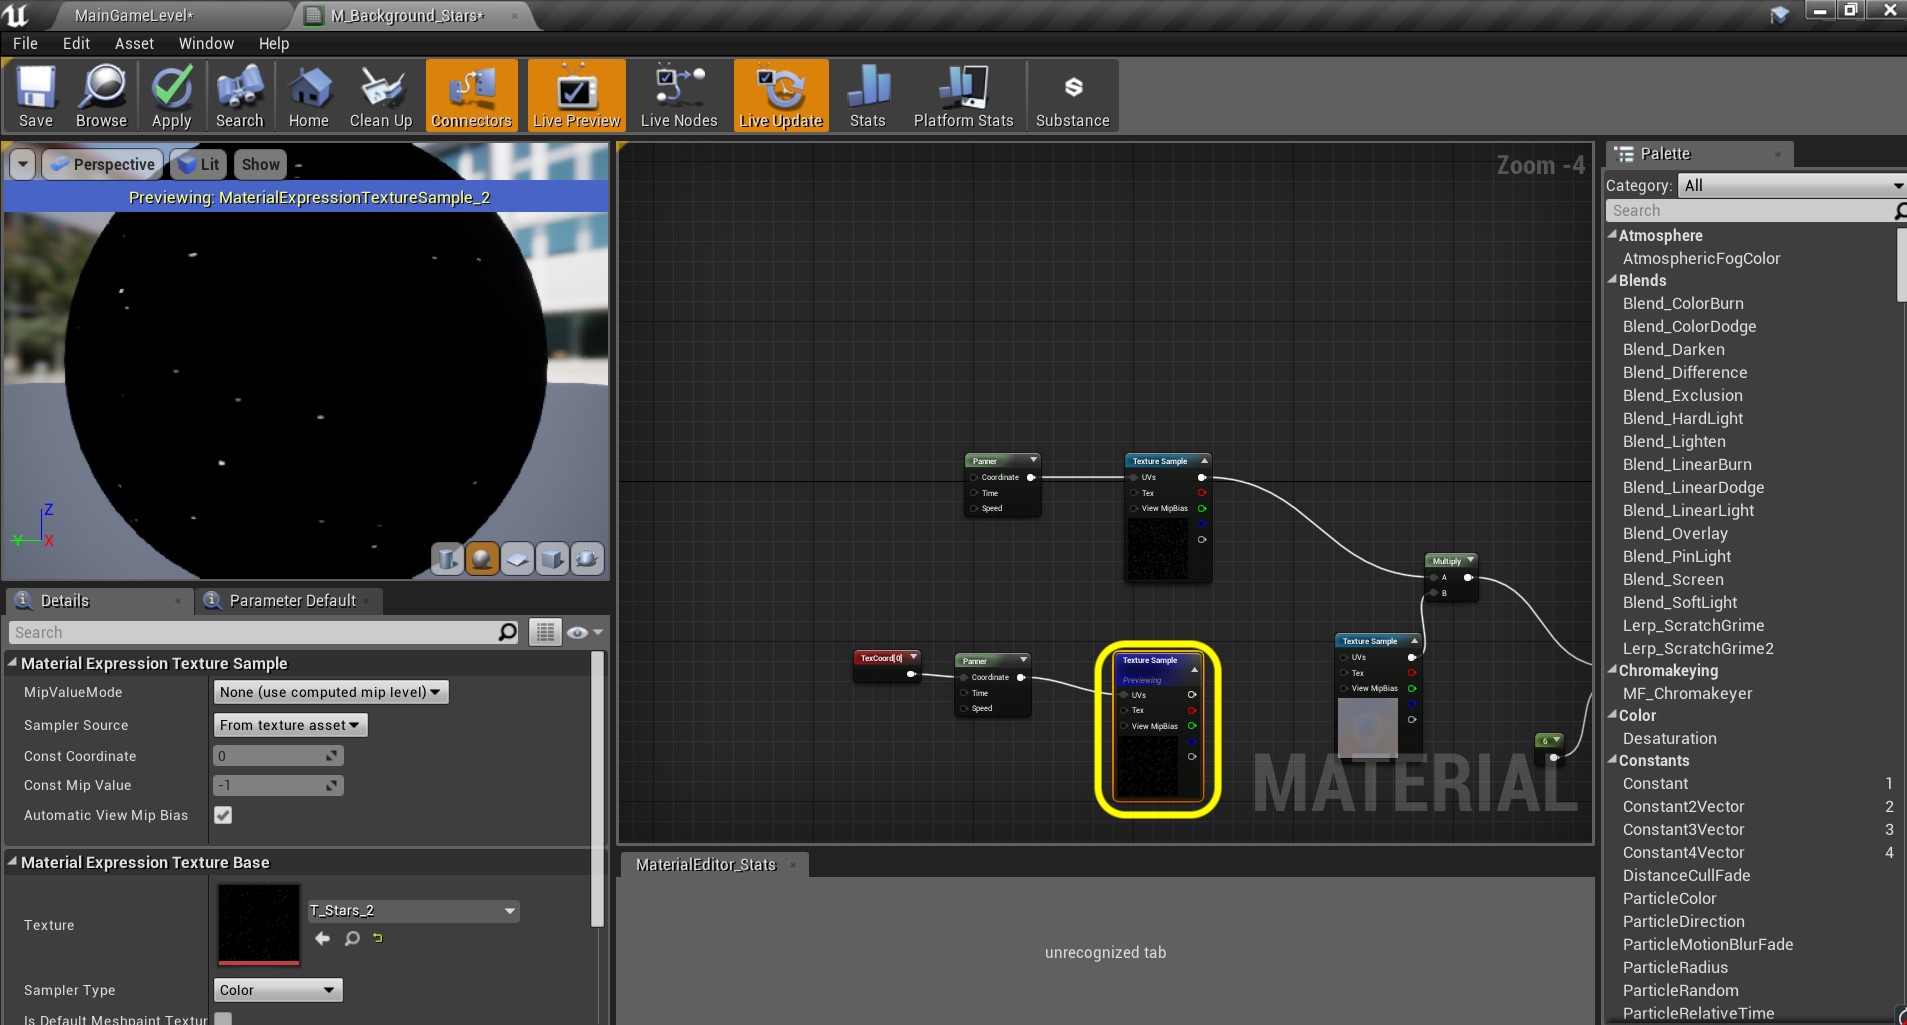 MainGameLevel*
M_Background_Stars*
File Edit Asset Window Help
Save Browse Apply Search Home Clean Up Connectors Live Preview Live Nodes Live Update Stats Platform Stats Substance
Perspective Lit Show
Previewing: MaterialExpressionTextureSample_2
Z
Y X
Details Parameter Default
Search
Material Expression Texture Sample
MipValueMode None (use computed mip level)
Sampler Source From texture asset
Const Coordinate 0
Const Mip Value -1
Automatic View Mip Bias
Material Expression Texture Base
Texture T_Stars_2
Sampler Type Color
Is Default Meshpaint Textur
Zoom -4
Panner
Coordinate
Time
Speed
Texture Sample
UVs
Tex
View MipBias
Multiply
A
B
TexCoord[0]
Panner
Coordinate
Time
Speed
Texture Sample
Previewing
UVs
Tex
View MipBias
Texture Sample
UVs
Tex
View MipBias
6
MATERIAL
MaterialEditor_Stats
unrecognized tab
Palette
Category: All
Search
Atmosphere
AtmosphericFogColor
Blends
Blend_ColorBurn
Blend_ColorDodge
Blend_Darken
Blend_Difference
Blend_Exclusion
Blend_HardLight
Blend_Lighten
Blend_LinearBurn
Blend_LinearDodge
Blend_LinearLight
Blend_Overlay
Blend_PinLight
Blend_Screen
Blend_SoftLight
Lerp_ScratchGrime
Lerp_ScratchGrime2
Chromakeying
MF_Chromakeyer
Color
Desaturation
Constants
Constant 1
Constant2Vector 2
Constant3Vector 3
Constant4Vector 4
DistanceCullFade
ParticleColor
ParticleDirection
ParticleMotionBlurFade
ParticleRadius
ParticleRandom
ParticleRelativeTime